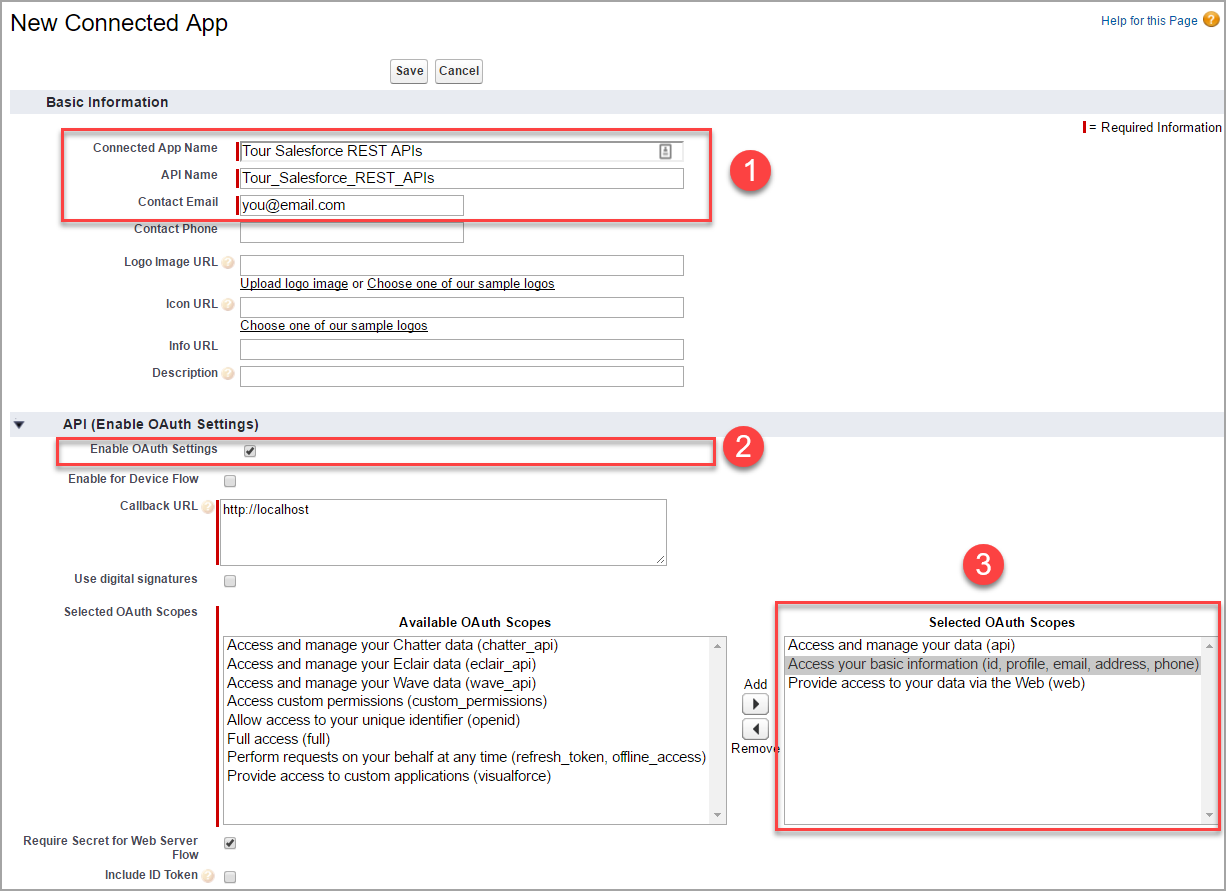 New Connected App
Help for this Page ?
Save Cancel
Basic Information
= Required Information
Connected App Name Tour Salesforce REST APIs
1
API Name Tour_Salesforce_REST_APIs
Contact Email you@email.com
Contact Phone
Logo Image URL ?
Upload logo image or Choose one of our sample logos
Icon URL ?
Choose one of our sample logos
Info URL
Description ?
API (Enable OAuth Settings)
Enable OAuth Settings
2
Enable for Device Flow
Callback URL ? http://localhost
Use digital signatures
3
Selected OAuth Scopes
Available OAuth Scopes
Access and manage your Chatter data (chatter_api)
Access and manage your Eclair data (eclair_api)
Access and manage your Wave data (wave_api)
Access custom permissions (custom_permissions)
Allow access to your unique identifier (openid)
Full access (full)
Perform requests on your behalf at any time (refresh_token, offline_access)
Provide access to custom applications (visualforce)
Add
Remove
Selected OAuth Scopes
Access and manage your data (api)
Access your basic information (id, profile, email, address, phone)
Provide access to your data via the Web (web)
Require Secret for Web Server
Flow
Include ID Token ?